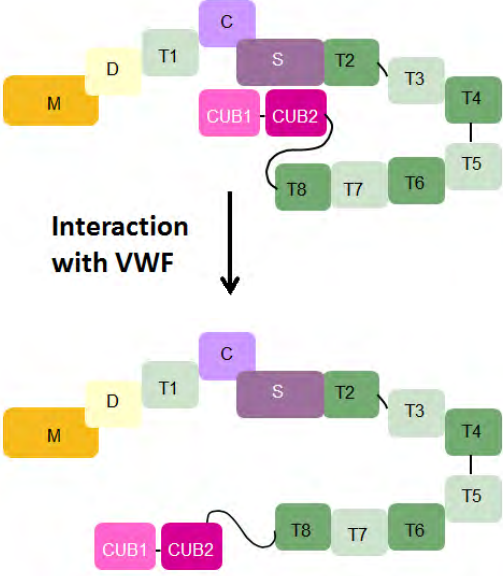 C
T1
S
T2
D
T3
M
T4
CUB1
CUB2
T5
T8
T7
T6
Interaction
with VWF
C
T1
S
T2
D
T3
M
T4
T5
T8
T7
T6
CUB1
CUB2